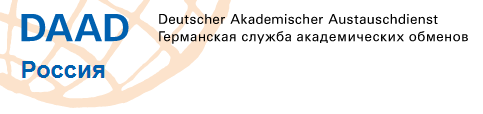 DAAD
Deutscher Akademischer Austauschdienst
Германская служба академических обменов
Россия